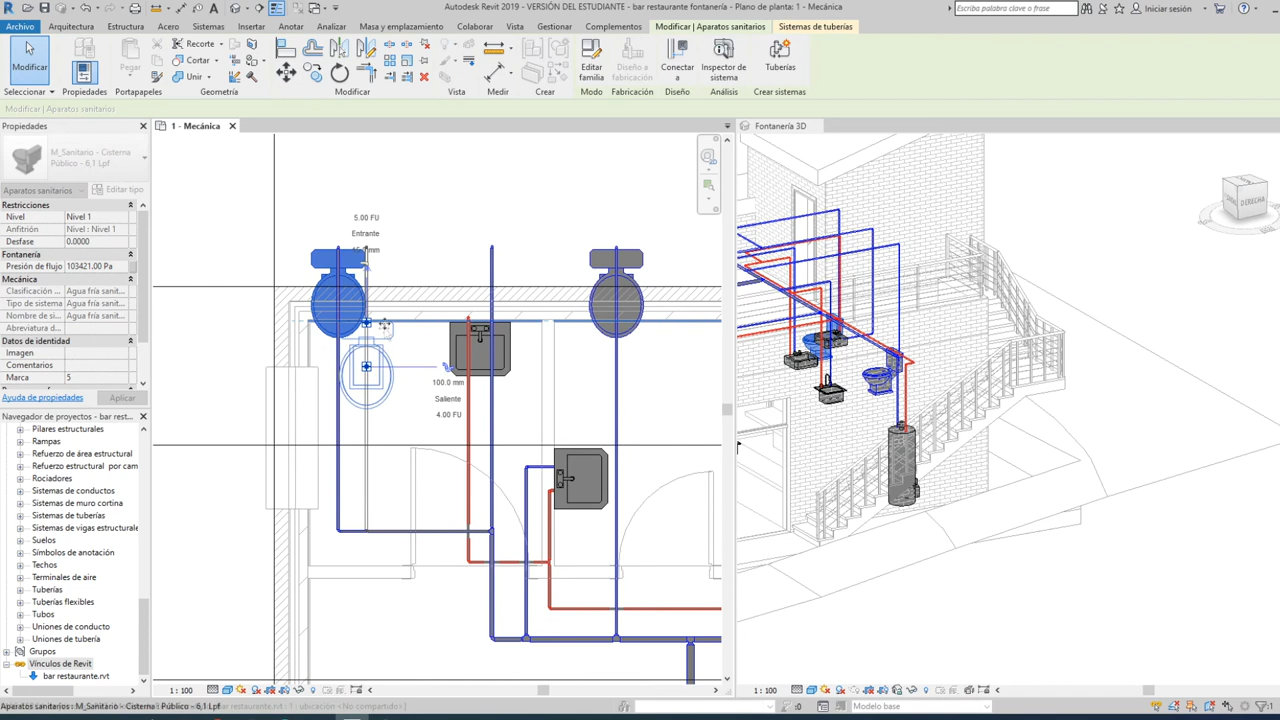 Autodesk Revit 2019 - VERSIÓN DEL ESTUDIANTE - bar restaurante fontanería - Plano de planta: 1 - Mecánica
Escriba palabra clave o frase
Iniciar sesión
Archivo
Arquitectura
Estructura
Acero
Sistemas
Insertar
Anotar
Analizar
Masa y emplazamiento
Colaborar
Vista
Gestionar
Complementos
Modificar | Aparatos sanitarios
Sistemas de tuberías
Modificar
Propiedades
Pegar
Recorte
Cortar
Unir
Editar
familia
Diseño a
fabricación
Conectar
a
Inspector de
sistema
Tuberías
Seleccionar
Propiedades
Portapapeles
Geometría
Modificar
Vista
Medir
Crear
Modo
Fabricación
Diseño
Análisis
Crear sistemas
Modificar | Aparatos sanitarios
Propiedades
M_Sanitario - Cisterna
Público - 6,1 Lpf
Aparatos sanitarios
Editar tipo
Restricciones
Nivel
Nivel 1
Anfitrión
Nivel : Nivel 1
Desfase
0.0000
Fontanería
Presión de flujo
103421.00 Pa
Mecánica
Clasificación ...
Agua fría sanit...
Tipo de sistema
Agua fría sanit...
Nombre de si...
Agua fría sanit...
Abreviatura d...
Datos de identidad
Imagen
Comentarios
Marca
5
Ayuda de propiedades
Aplicar
Navegador de proyectos - bar rest...
Pilares estructurales
Rampas
Refuerzo de área estructural
Refuerzo estructural por cam
Rociadores
Sistemas de conductos
Sistemas de muro cortina
Sistemas de tuberías
Sistemas de vigas estructurale
Suelos
Símbolos de anotación
Techos
Terminales de aire
Tuberías
Tuberías flexibles
Tubos
Uniones de conducto
Uniones de tubería
Grupos
Vínculos de Revit
bar restaurante.rvt
1 - Mecánica
5.00 FU
Entrante
100.0 mm
Saliente
4.00 FU
1 : 100
Fontanería 3D
DERECHA
1 : 100
Aparatos sanitarios : M_Sanitario - Cisterna : Público - 6,1 Lpf
:0
Modelo base
:1